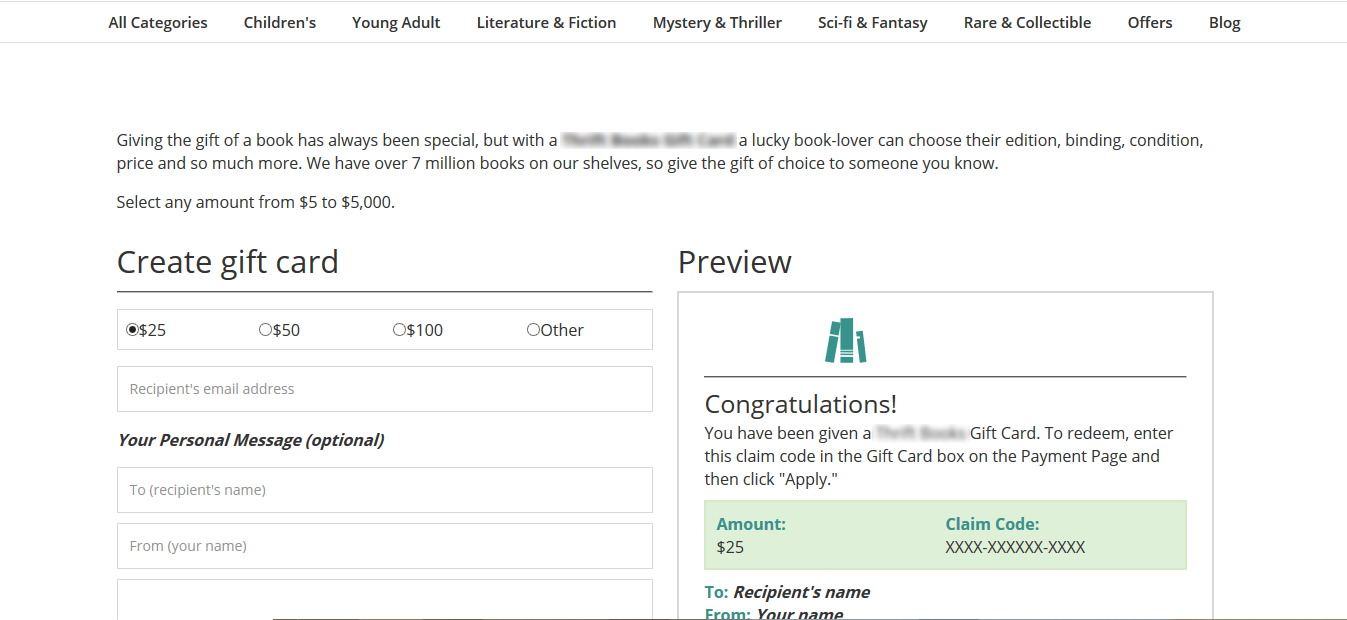 All Categories Children's Young Adult Literature & Fiction Mystery & Thriller Sci-fi & Fantasy Rare & Collectible Offers Blog
Giving the gift of a book has always been special, but with a a lucky book-lover can choose their edition, binding, condition,
price and so much more. We have over 7 million books on our shelves, so give the gift of choice to someone you know.
Select any amount from $5 to $5,000.
Create gift card
$25 $50 $100 Other
Recipient's email address
Your Personal Message (optional)
To (recipient's name)
From (your name)
Preview
Congratulations!
You have been given a Gift Card. To redeem, enter
this claim code in the Gift Card box on the Payment Page and
then click "Apply."
Amount: Claim Code:
$25 XXXX-XXXXXX-XXXX
To: Recipient's name
From: Your name